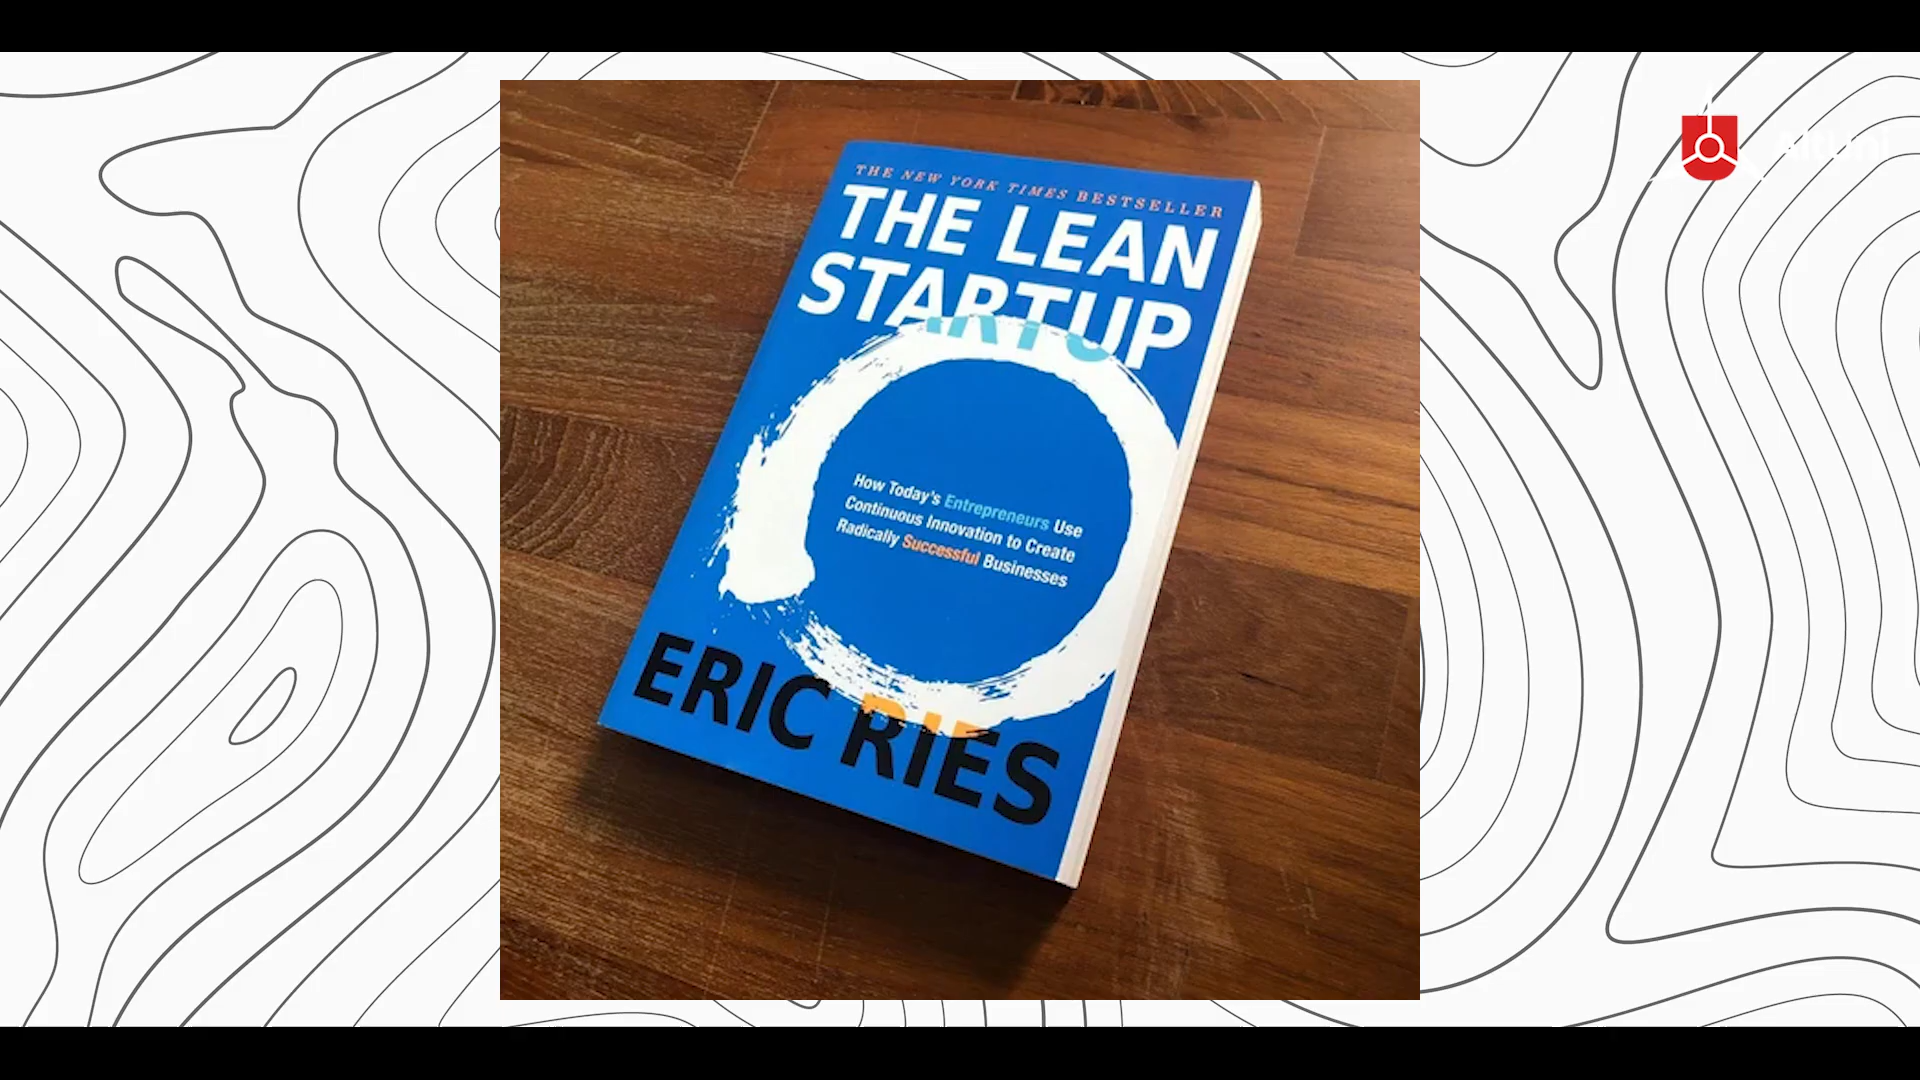 THE NEW YORK TIMES BESTSELLER
THE LEAN
STARTUP
How Today's Entrepreneurs Use
Continuous Innovation to Create
Radically Successful Businesses
ERIC RIES